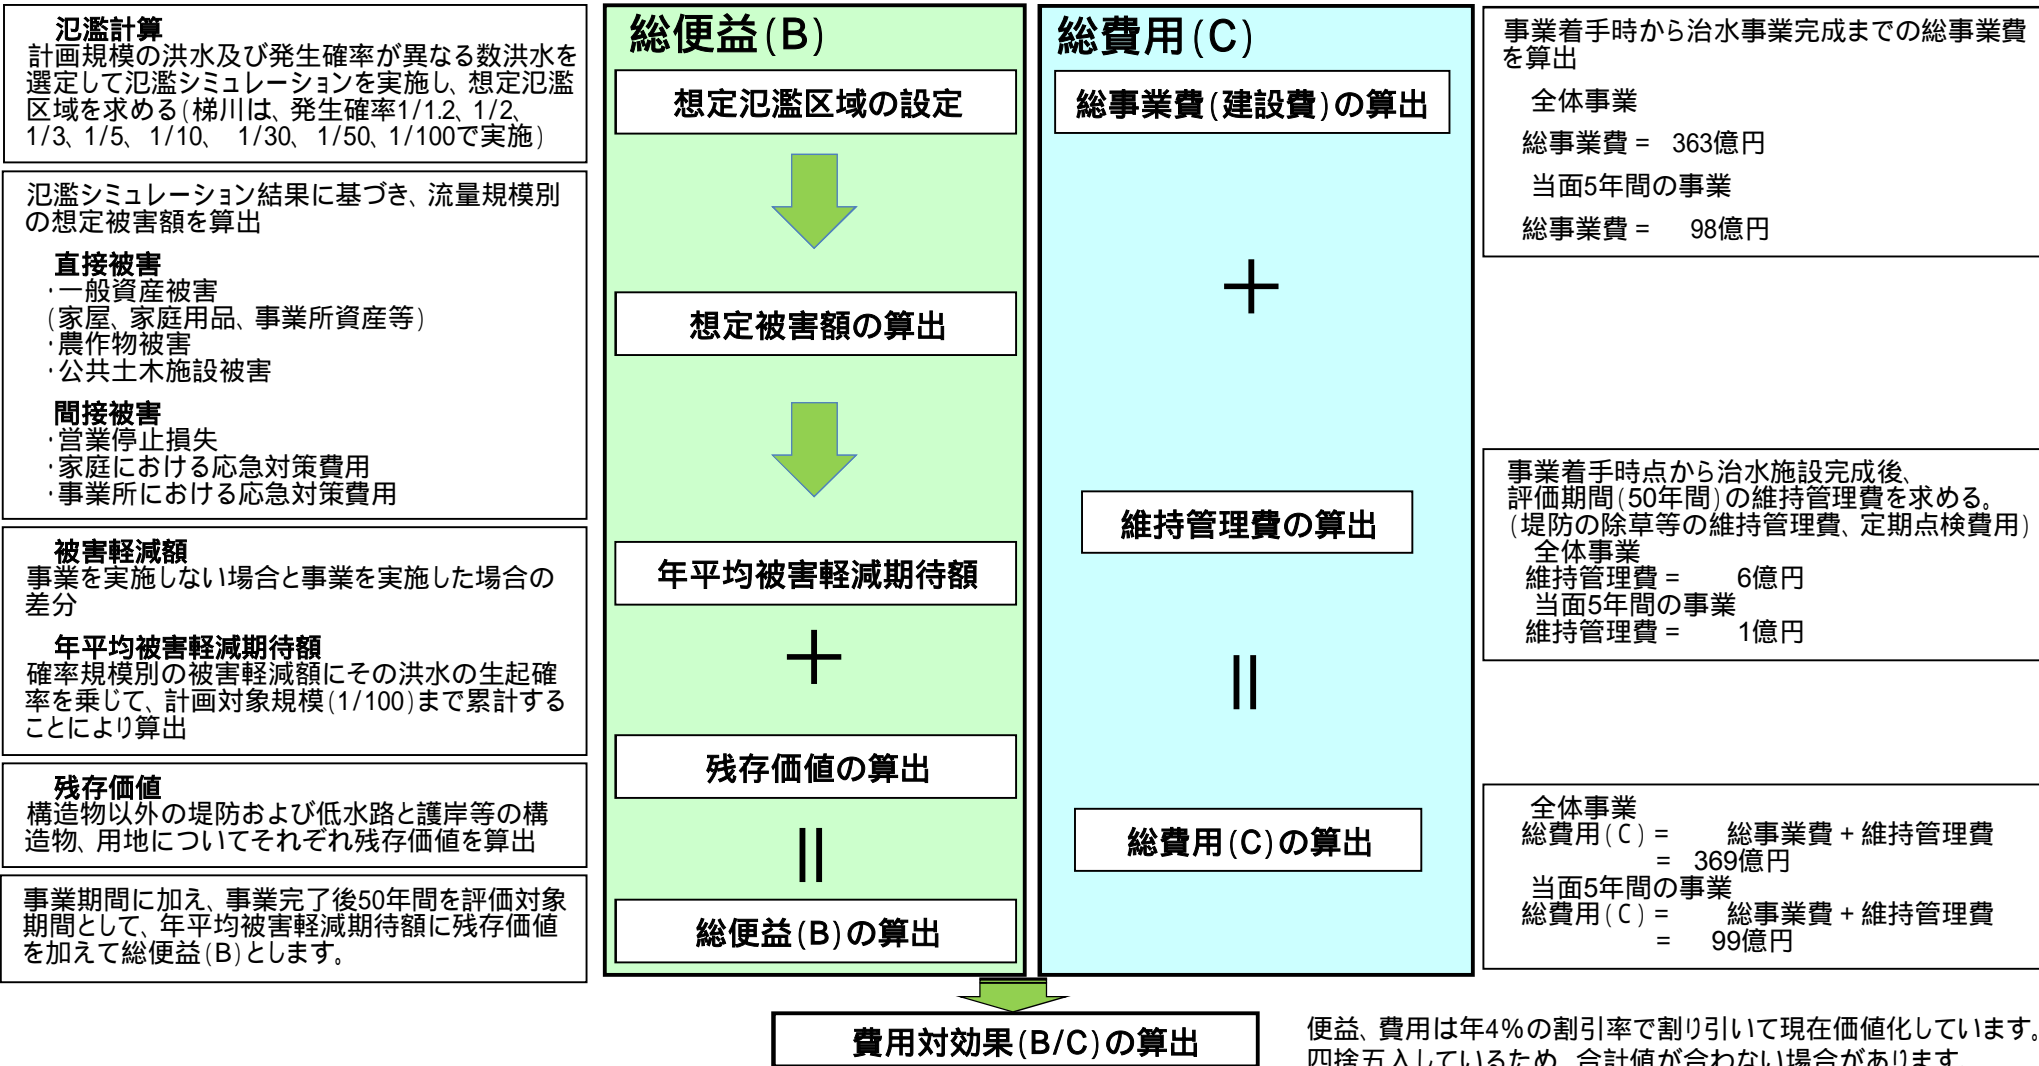 氾濫計算
計画規模の洪水及び発生確率が異なる数洪水を
選定して氾濫シミュレーションを実施し、想定氾濫
区域を求める(梯川は、発生確率1/1.2、1/2、
1/3、1/5、1/10、 1/30、1/50、1/100で実施)
氾濫シミュレーション結果に基づき、流量規模別
の想定被害額を算出
直接被害
・一般資産被害
(家屋、家庭用品、事業所資産等)
・農作物被害
・公共土木施設被害
間接被害
・営業停止損失
・家庭における応急対策費用
・事業所における応急対策費用
被害軽減額
事業を実施しない場合と事業を実施した場合の
差分
年平均被害軽減期待額
確率規模別の被害軽減額にその洪水の生起確
率を乗じて、計画対象規模(1/100)まで累計する
ことにより算出
残存価値
構造物以外の堤防および低水路と護岸等の構
造物、用地についてそれぞれ残存価値を算出
事業期間に加え、事業完了後50年間を評価対象
期間として、年平均被害軽減期待額に残存価値
を加えて総便益(B)とします。
総便益(B)
想定氾濫区域の設定
想定被害額の算出
年平均被害軽減期待額
＋
残存価値の算出
＝
総便益(B)の算出
総費用(C)
総事業費(建設費)の算出
＋
維持管理費の算出
＝
総費用(C)の算出
事業着手時から治水事業完成までの総事業費
を算出
全体事業
総事業費 = 363億円
当面5年間の事業
総事業費 = 98億円
事業着手時点から治水施設完成後、
評価期間(50年間)の維持管理費を求める。
(堤防の除草等の維持管理費、定期点検費用)
全体事業
維持管理費 = 6億円
当面5年間の事業
維持管理費 = 1億円
全体事業
総費用(C) = 総事業費 + 維持管理費
= 369億円
当面5年間の事業
総費用(C) = 総事業費 + 維持管理費
= 99億円
費用対効果(B/C)の算出
便益、費用は年4%の割引率で割り引いて現在価値化しています。
四捨五入しているため、合計値が合わない場合があります